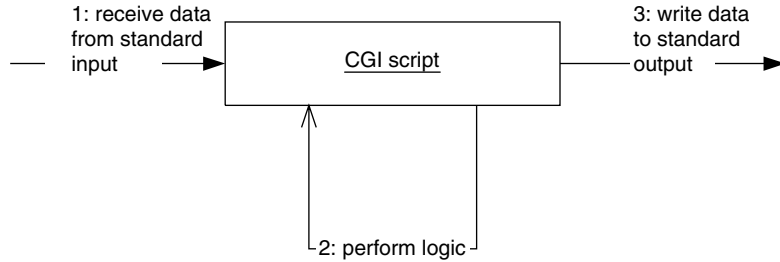 1: receive data
from standard
input
CGI script
3: write data
to standard
output
2: perform logic